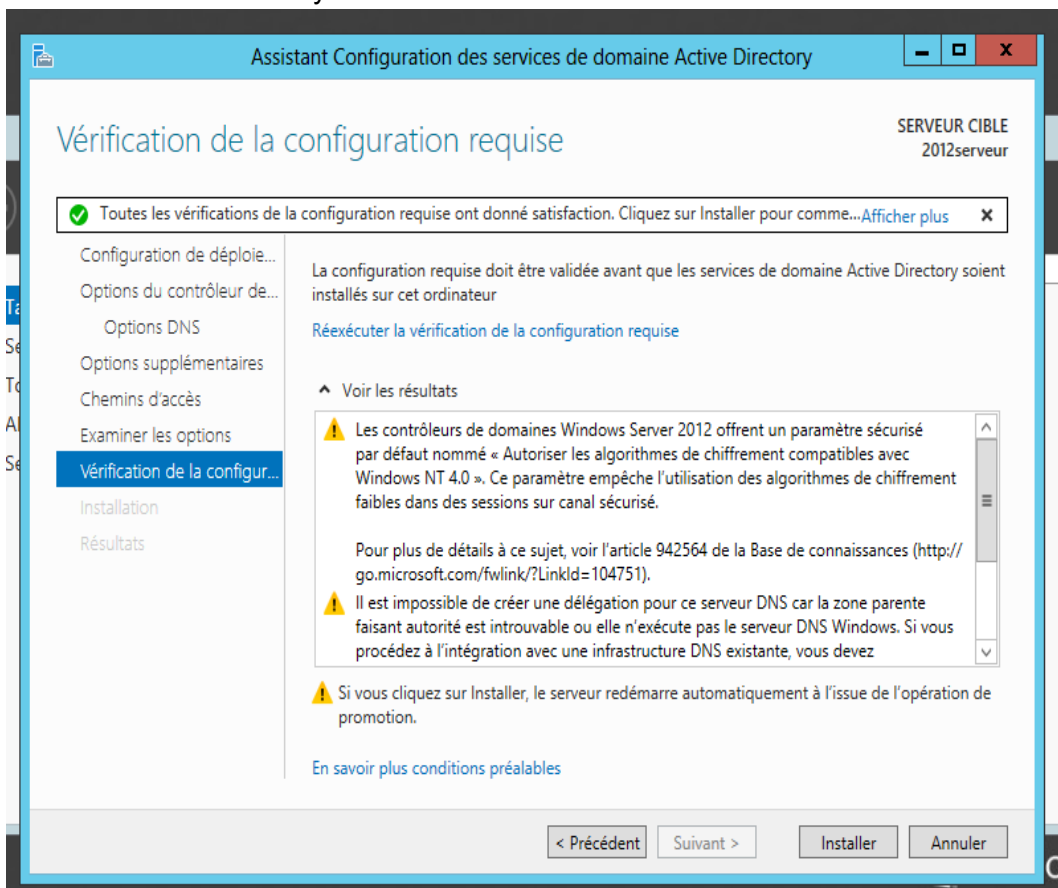 Assistant Configuration des services de domaine Active Directory
Vérification de la configuration requise
SERVEUR CIBLE
2012serveur
Toutes les vérifications de la configuration requise ont donné satisfaction. Cliquez sur Installer pour comme...Afficher plus
Configuration de déploie...
Options du contrôleur de...
Options DNS
Options supplémentaires
Chemins d'accès
Examiner les options
Vérification de la configur...
Installation
Résultats
La configuration requise doit être validée avant que les services de domaine Active Directory soient
installés sur cet ordinateur
Réexécuter la vérification de la configuration requise
Voir les résultats
Les contrôleurs de domaines Windows Server 2012 offrent un paramètre sécurisé
par défaut nommé « Autoriser les algorithmes de chiffrement compatibles avec
Windows NT 4.0 ». Ce paramètre empêche l'utilisation des algorithmes de chiffrement
faibles dans des sessions sur canal sécurisé.
Pour plus de détails à ce sujet, voir l'article 942564 de la Base de connaissances (http://
go.microsoft.com/fwlink/?LinkId=104751).
Il est impossible de créer une délégation pour ce serveur DNS car la zone parente
faisant autorité est introuvable ou elle n'exécute pas le serveur DNS Windows. Si vous
procédez à l'intégration avec une infrastructure DNS existante, vous devez
Si vous cliquez sur Installer, le serveur redémarre automatiquement à l'issue de l'opération de
promotion.
En savoir plus conditions préalables
< Précédent
Suivant >
Installer
Annuler